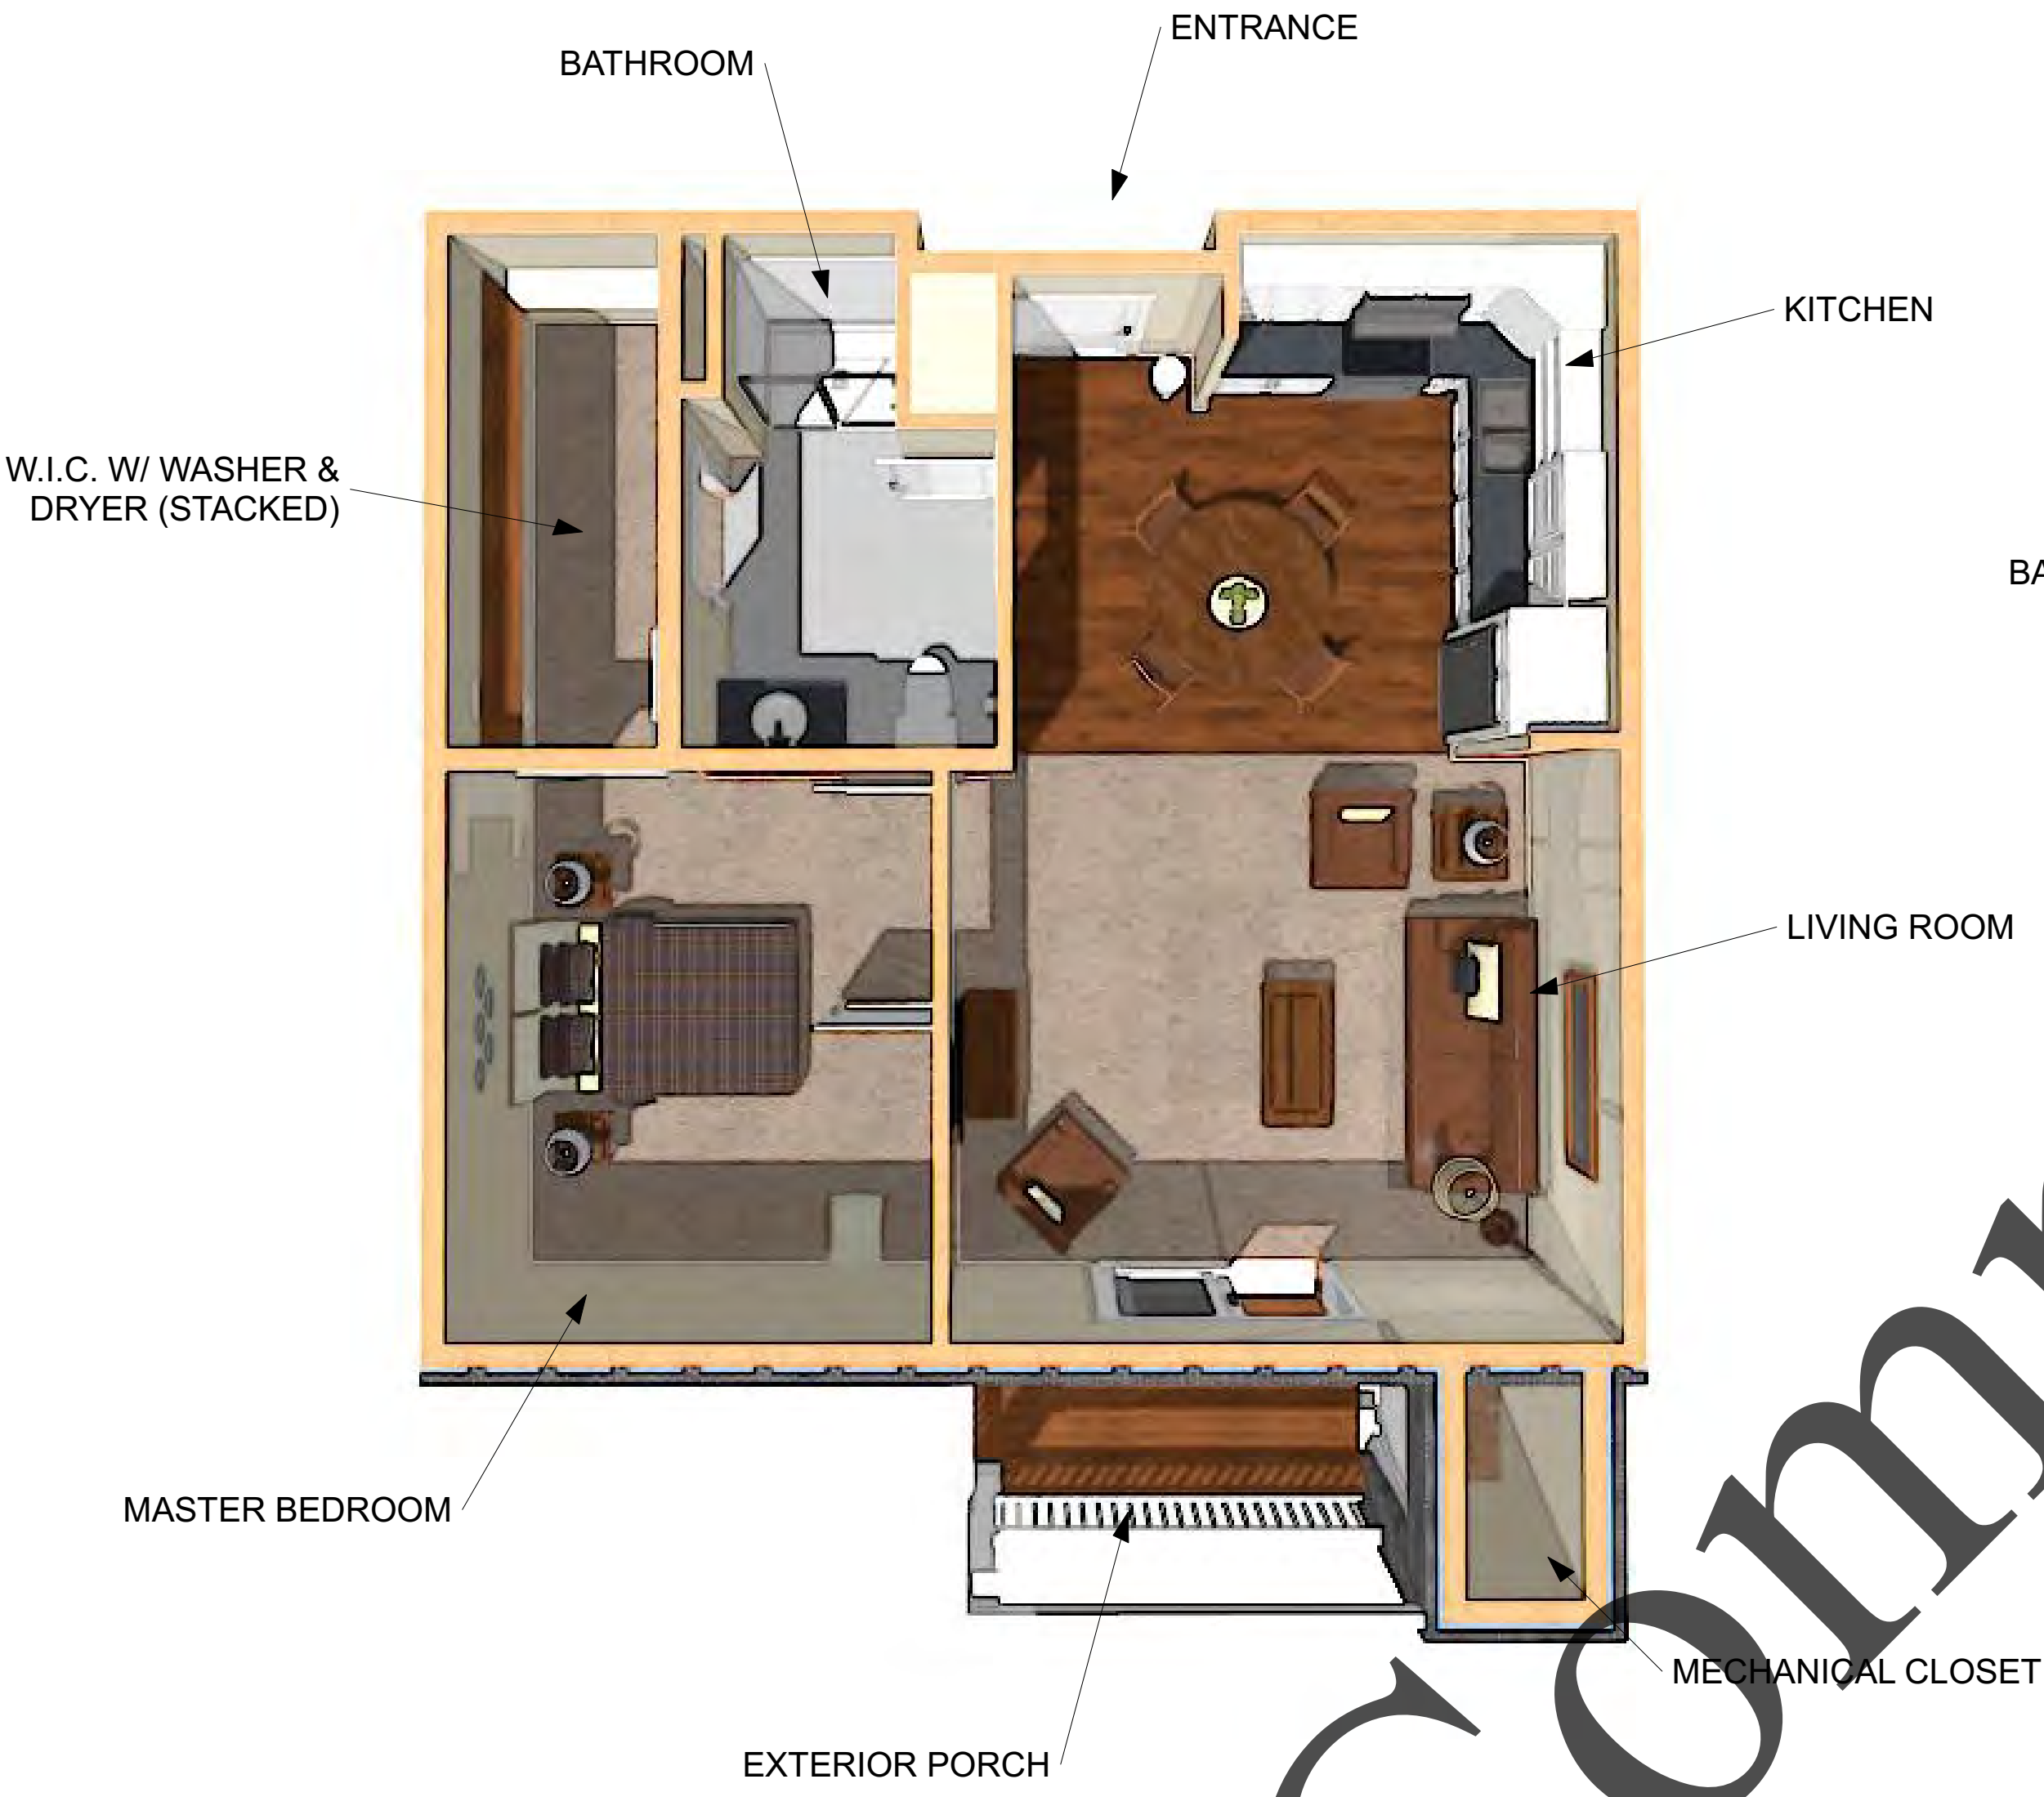 ENTRANCE
BATHROOM
KITCHEN
W.I.C. W/ WASHER &
DRYER (STACKED)
LIVING ROOM
MASTER BEDROOM
MECHANICAL CLOSET
EXTERIOR PORCH